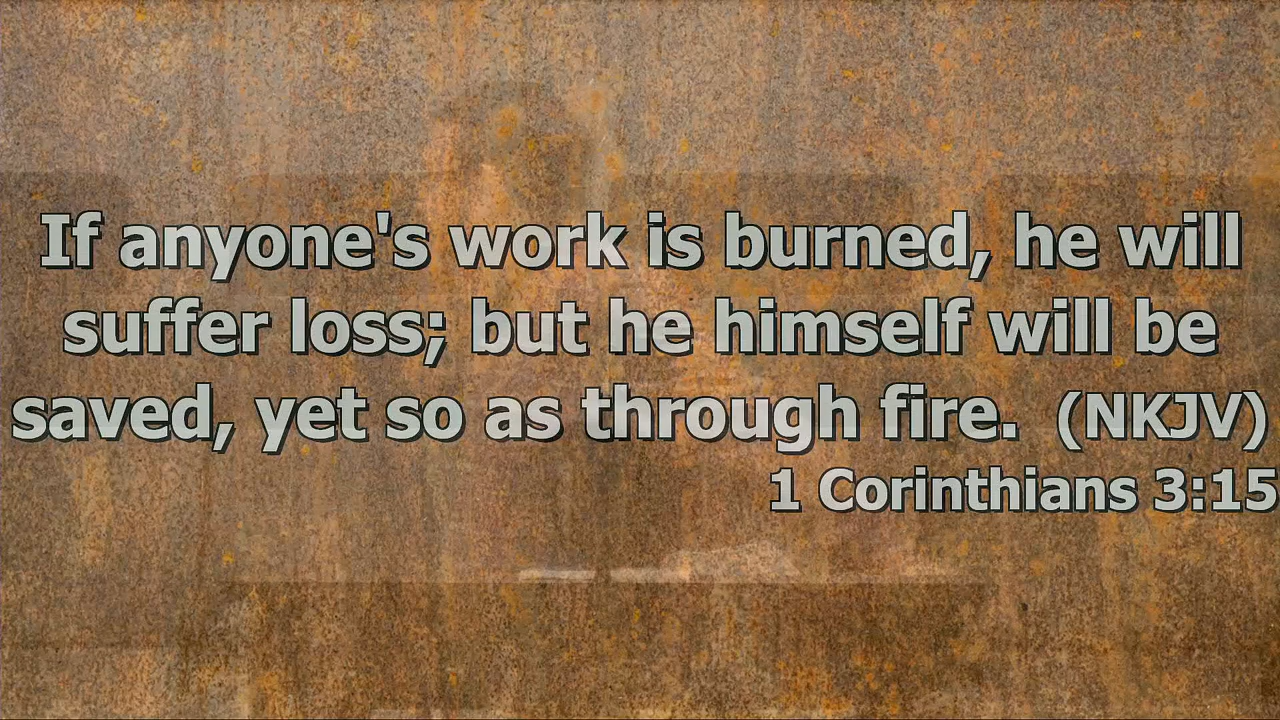 If anyone's work is burned, he will
suffer loss; but he himself will be
saved, yet so as through fire. (NKJV)
1 Corinthians 3:15